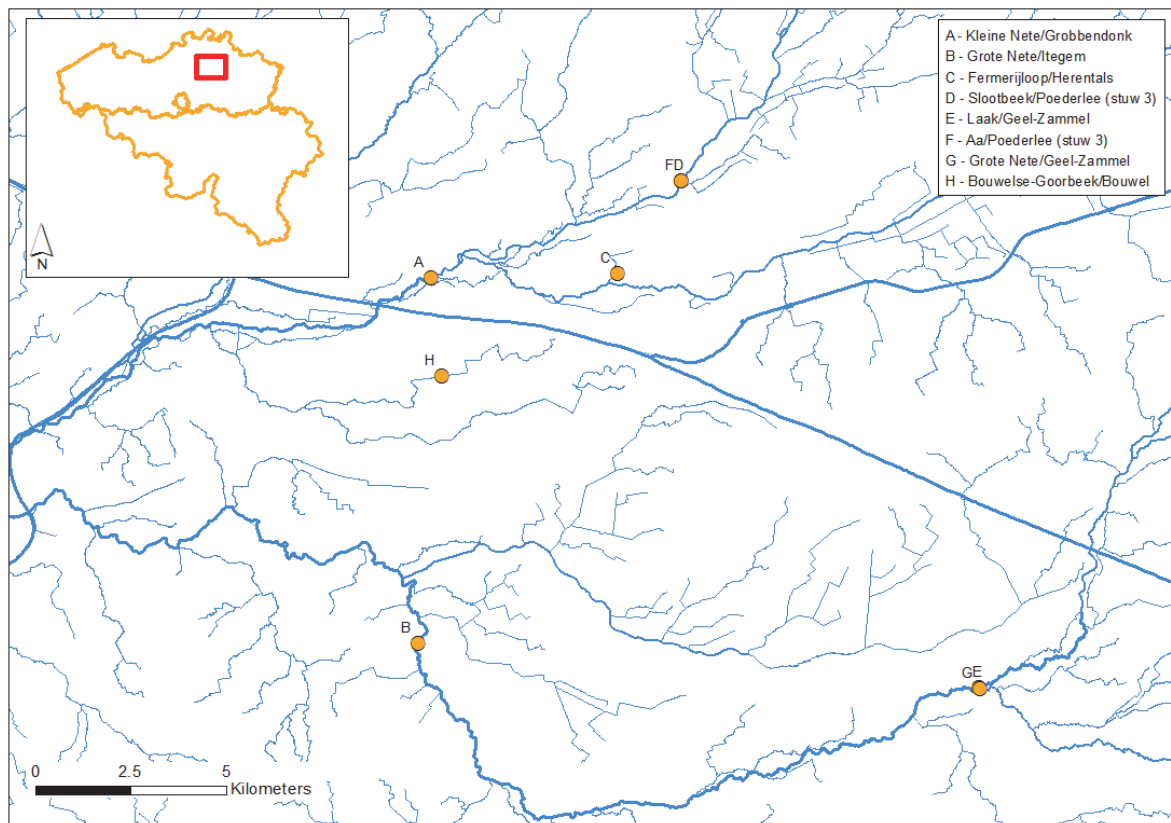 A - Kleine Nete/Grobbendonk
B - Grote Nete/Itegem
C - Fermerijloop/Herentals
D - Slootbeek/Poederlee (stuw 3)
E - Laak/Geel-Zammel
F - Aa/Poederlee (stuw 3)
G - Grote Nete/Geel-Zammel
H - Bouwelse-Goorbeek/Bouwel
N
FD
A
C
H
B
GE
0 2.5 5
Kilometers